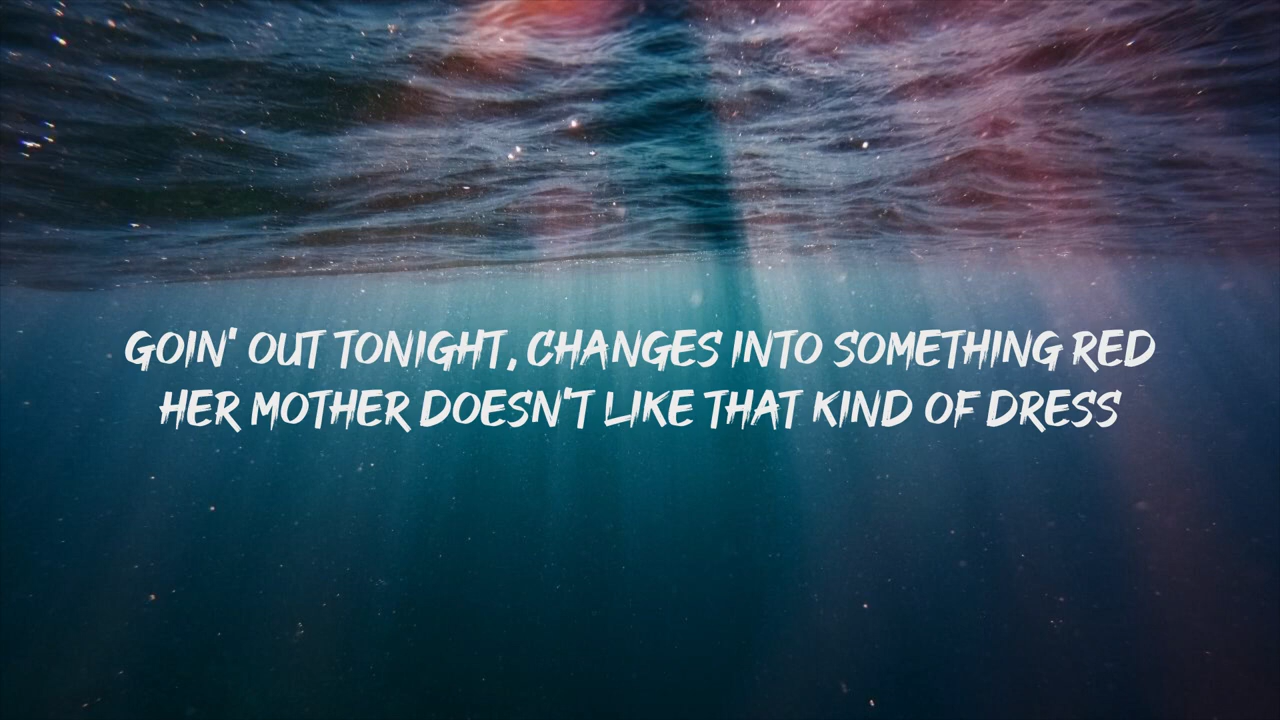 GOIN' OUT TONIGHT, CHANGES INTO SOMETHING RED
HER MOTHER DOESN'T LIKE THAT KIND OF DRESS